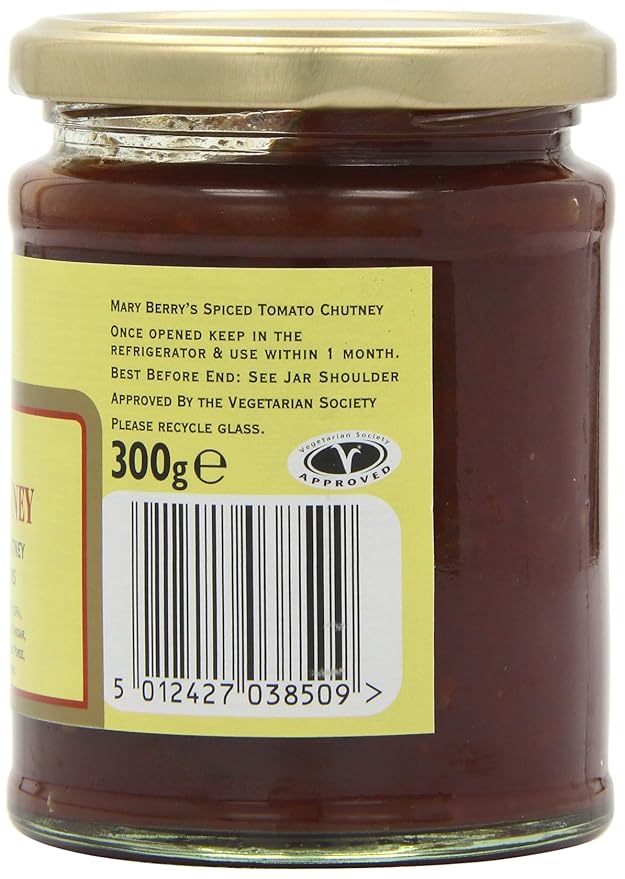 MARY BERRY'S SPICED TOMATO CHUTNEY
ONCE OPENED KEEP IN THE
REFRIGERATOR & USE WITHIN 1 MONTH.
BEST BEFORE END: SEE JAR SHOULDER
APPROVED BY THE VEGETARIAN SOCIETY
PLEASE RECYCLE GLASS.
300g℮
Vegetarian Society
V
APPROVED
NEY
5 012427 038509 >